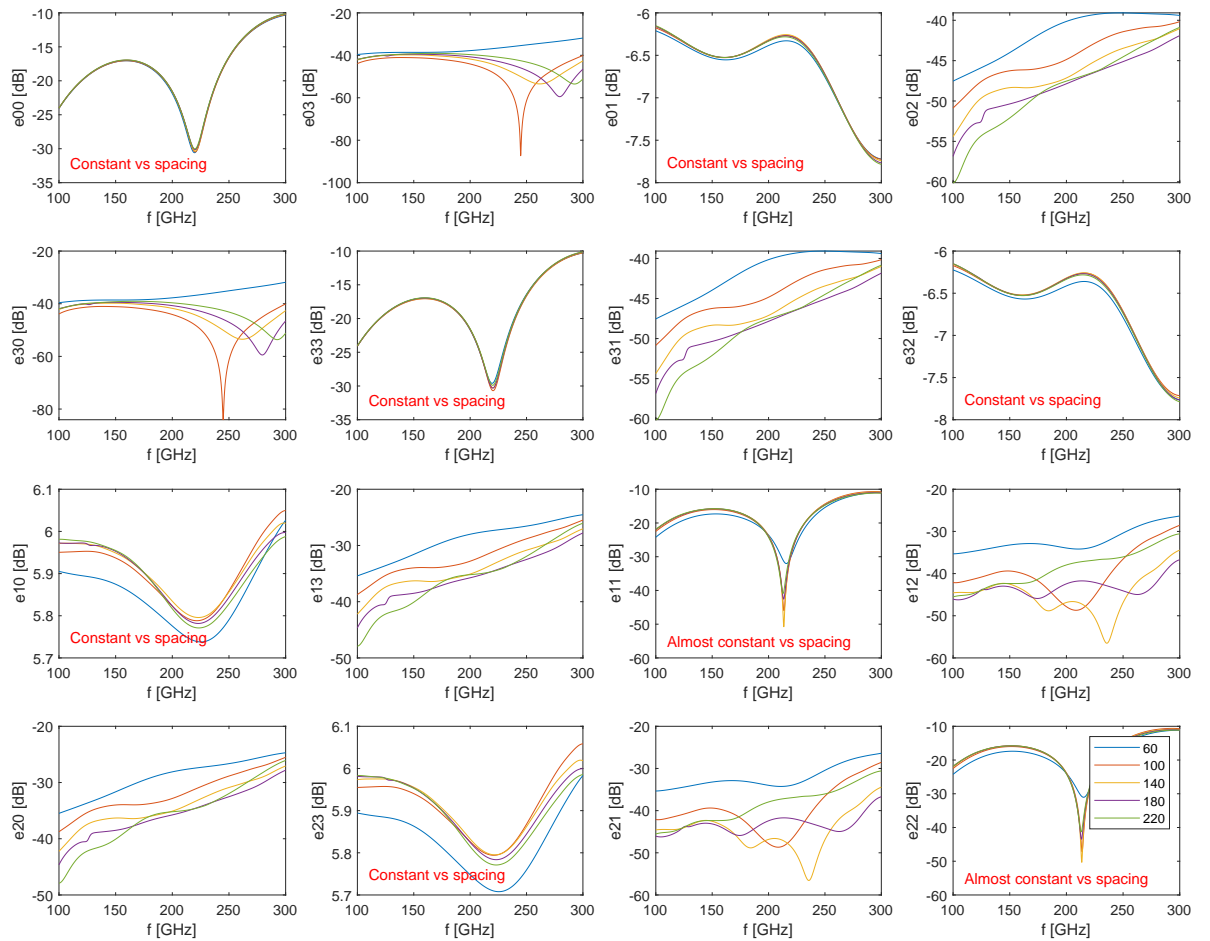 -10
-15
-20
-25
-30
-35
e00 [dB]
Constant vs spacing
100 150 200 250 300
f [GHz]
-20
-40
-60
-80
-100
e03 [dB]
100 150 200 250 300
f [GHz]
-6
-6.5
-7
-7.5
-8
e01 [dB]
Constant vs spacing
100 150 200 250 300
f [GHz]
-40
-45
-50
-55
-60
e02 [dB]
100 150 200 250 300
f [GHz]
-20
-40
-60
-80
e30 [dB]
100 150 200 250 300
f [GHz]
-10
-15
-20
-25
-30
-35
e33 [dB]
Constant vs spacing
100 150 200 250 300
f [GHz]
-40
-45
-50
-55
-60
e31 [dB]
100 150 200 250 300
f [GHz]
-6
-6.5
-7
-7.5
-8
e32 [dB]
Constant vs spacing
100 150 200 250 300
f [GHz]
6.1
6
5.9
5.8
5.7
e10 [dB]
Constant vs spacing
100 150 200 250 300
f [GHz]
-20
-30
-40
-50
e13 [dB]
100 150 200 250 300
f [GHz]
-10
-20
-30
-40
-50
-60
e11 [dB]
Almost constant vs spacing
100 150 200 250 300
f [GHz]
-20
-30
-40
-50
-60
e12 [dB]
100 150 200 250 300
f [GHz]
-20
-30
-40
-50
e20 [dB]
100 150 200 250 300
f [GHz]
6.1
6
5.9
5.8
5.7
e23 [dB]
Constant vs spacing
100 150 200 250 300
f [GHz]
-20
-30
-40
-50
-60
e21 [dB]
100 150 200 250 300
f [GHz]
-10
-20
-30
-40
-50
-60
e22 [dB]
60
100
140
180
220
Almost constant vs spacing
100 150 200 250 300
f [GHz]